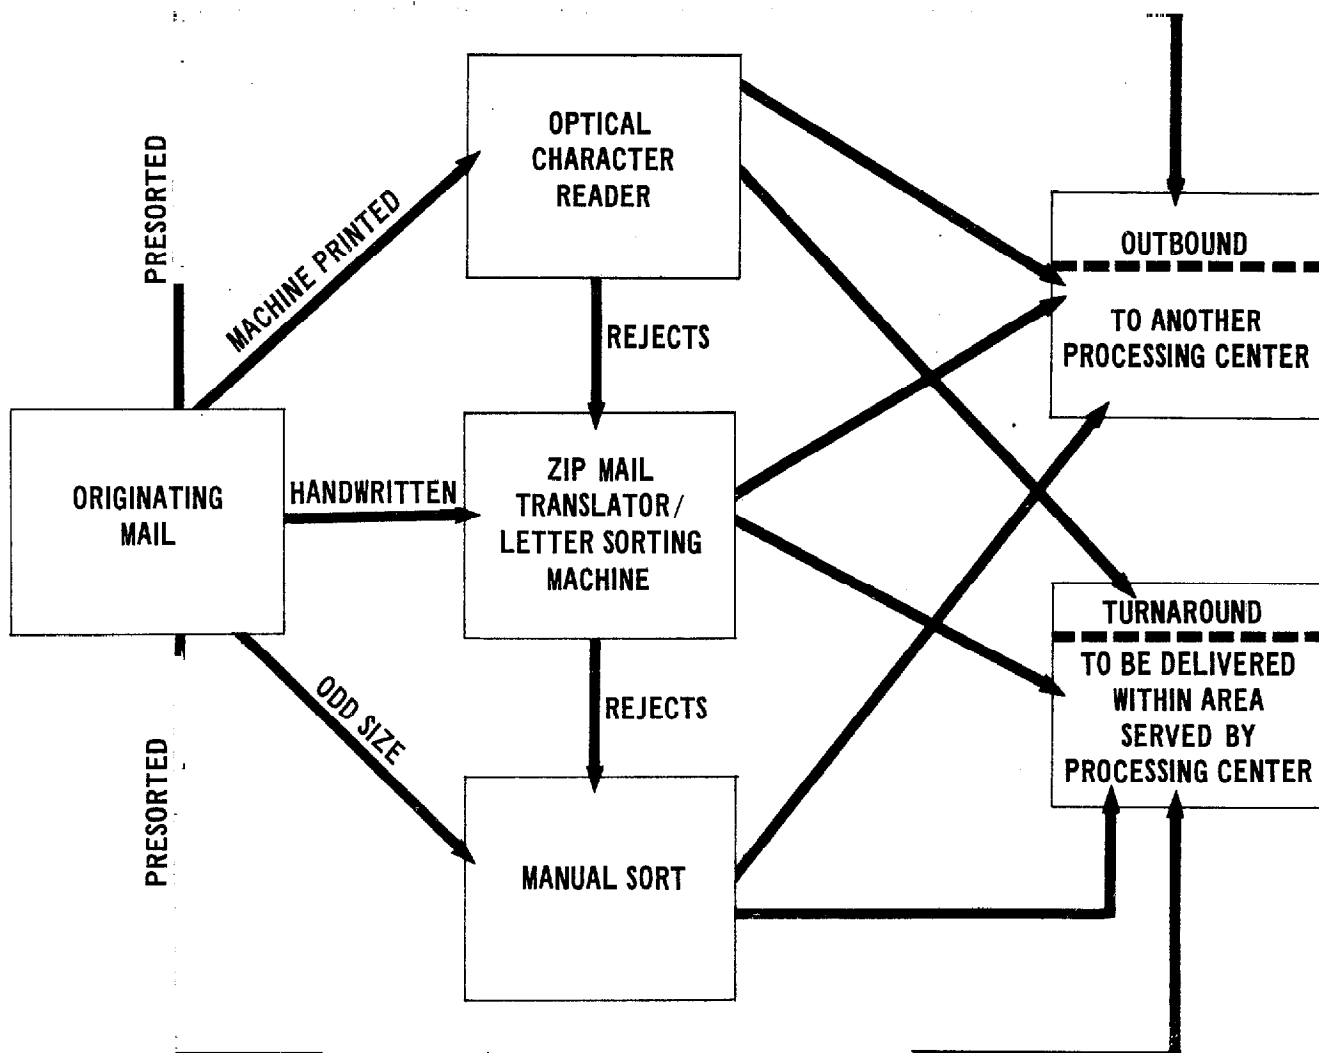 PRESORTED
MACHINE PRINTED
OPTICAL
CHARACTER
READER
REJECTS
OUTBOUND
TO ANOTHER
PROCESSING CENTER
ORIGINATING
MAIL
HANDWRITTEN
ZIP MAIL
TRANSLATOR/
LETTER SORTING
MACHINE
REJECTS
TURNAROUND
TO BE DELIVERED
WITHIN AREA
SERVED BY
PROCESSING CENTER
ODD SIZE
PRESORTED
MANUAL SORT